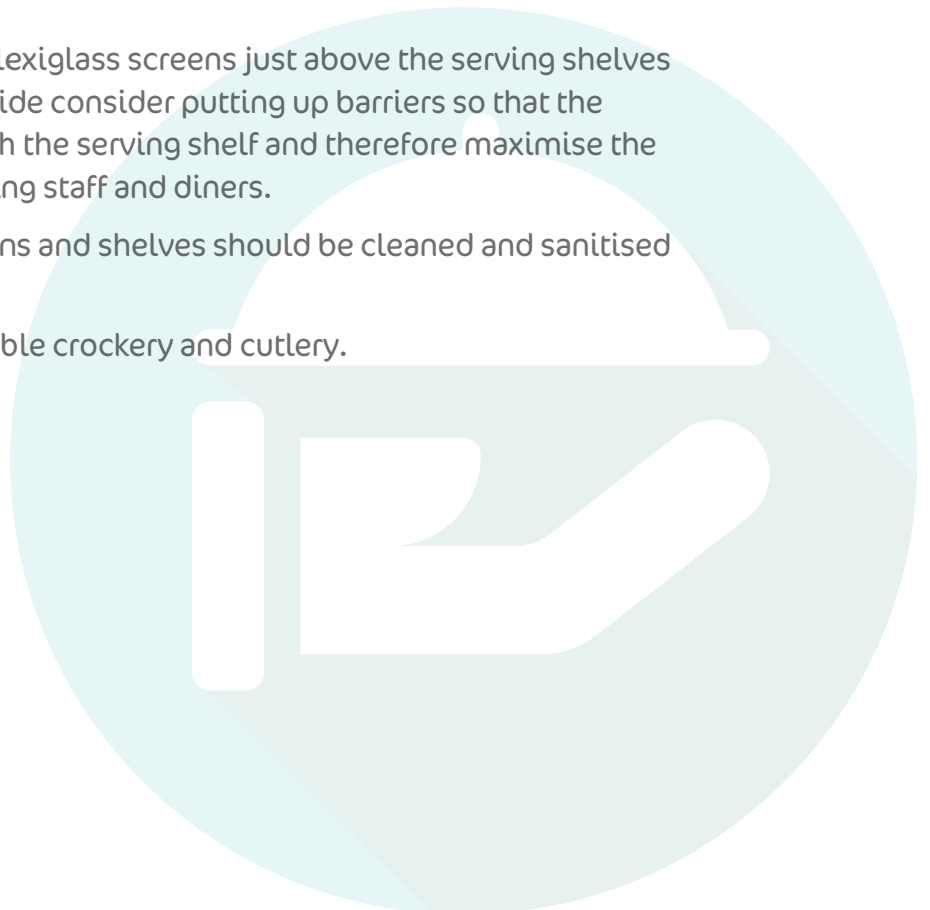 lexiglass screens just above the serving shelves
ide consider putting up barriers so that the
h the serving shelf and therefore maximise the
ng staff and diners.
ns and shelves should be cleaned and sanitised
ble crockery and cutlery.